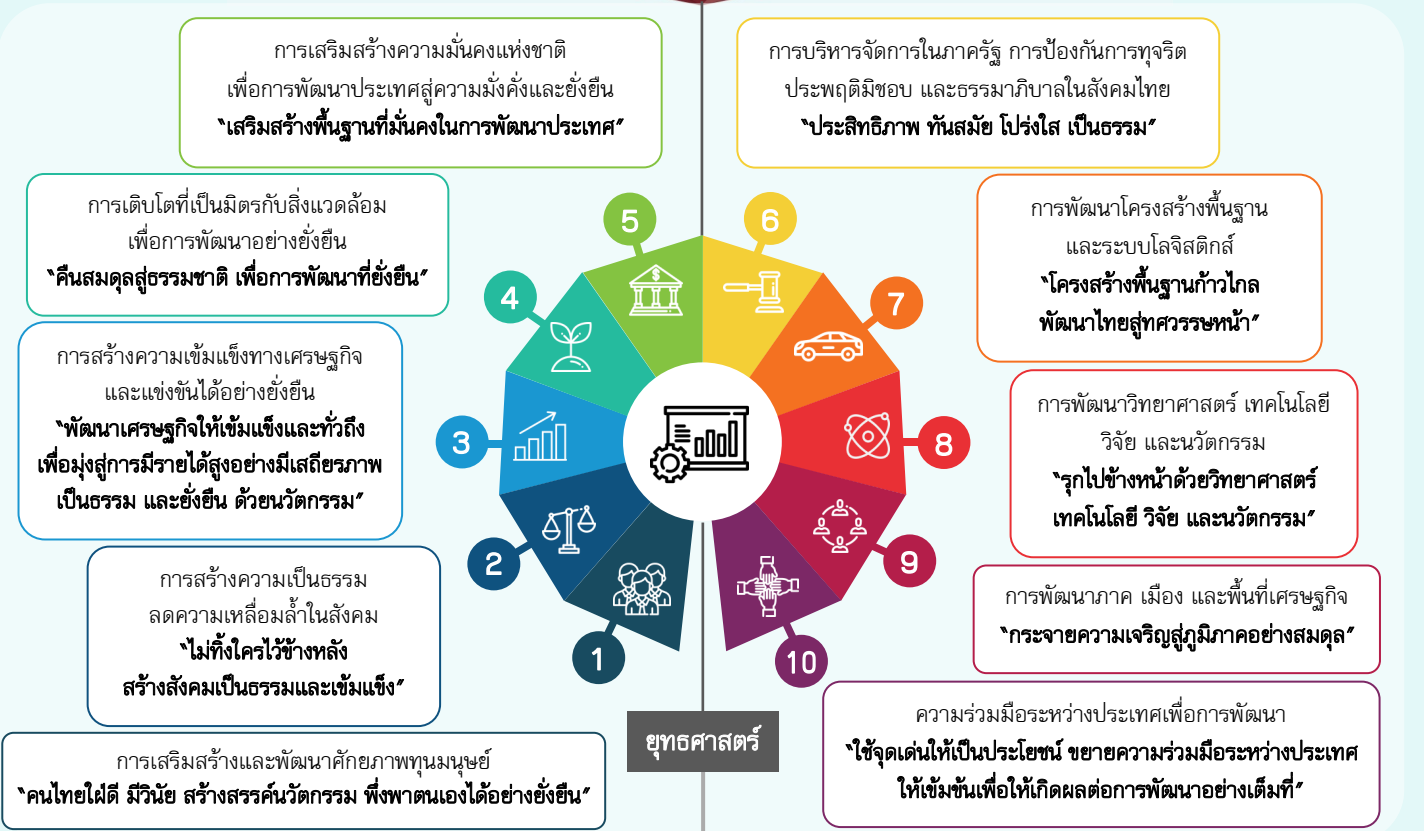 การเสริมสร้างความมั่นคงแห่งชาติ
เพื่อการพัฒนาประเทศสู่ความมั่งคั่งและยั่งยืน
“เสริมสร้างพื้นฐานที่มั่นคงในการพัฒนาประเทศ”
การบริหารจัดการในภาครัฐ การป้องกันการทุจริต
ประพฤติมิชอบ และธรรมาภิบาลในสังคมไทย
“ประสิทธิภาพ ทันสมัย โปร่งใส เป็นธรรม”
การเติบโตที่เป็นมิตรกับสิ่งแวดล้อม
เพื่อการพัฒนาอย่างยั่งยืน
“คืนสมดุลสู่ธรรมชาติ เพื่อการพัฒนาที่ยั่งยืน”
การพัฒนาโครงสร้างพื้นฐาน
และระบบโลจิสติกส์
“โครงสร้างพื้นฐานก้าวไกล
พัฒนาไทยสู่ทศวรรษหน้า”
5
6
4
7
การสร้างความเข้มแข็งทางเศรษฐกิจ
และแข่งขันได้อย่างยั่งยืน
“พัฒนาเศรษฐกิจให้เข้มแข็งและทั่วถึง
เพื่อมุ่งสู่การมีรายได้สูงอย่างมีเสถียรภาพ
เป็นธรรม และยั่งยืน ด้วยนวัตกรรม”
3
8
การพัฒนาวิทยาศาสตร์ เทคโนโลยี
วิจัย และนวัตกรรม
“รุกไปข้างหน้าด้วยวิทยาศาสตร์
เทคโนโลยี วิจัย และนวัตกรรม”
2
9
การสร้างความเป็นธรรม
ลดความเหลื่อมล้ำในสังคม
“ไม่ทิ้งใครไว้ข้างหลัง
สร้างสังคมเป็นธรรมและเข้มแข็ง”
การพัฒนาภาค เมือง และพื้นที่เศรษฐกิจ
“กระจายความเจริญสู่ภูมิภาคอย่างสมดุล”
1
10
ยุทธศาสตร์
การเสริมสร้างและพัฒนาศักยภาพทุนมนุษย์
“คนไทยใฝ่ดี มีวินัย สร้างสรรค์นวัตกรรม พึ่งพาตนเองได้อย่างยั่งยืน”
ความร่วมมือระหว่างประเทศเพื่อการพัฒนา
“ใช้จุดเด่นให้เป็นประโยชน์ ขยายความร่วมมือระหว่างประเทศ
ให้เข้มข้นเพื่อให้เกิดผลต่อการพัฒนาอย่างเต็มที่”